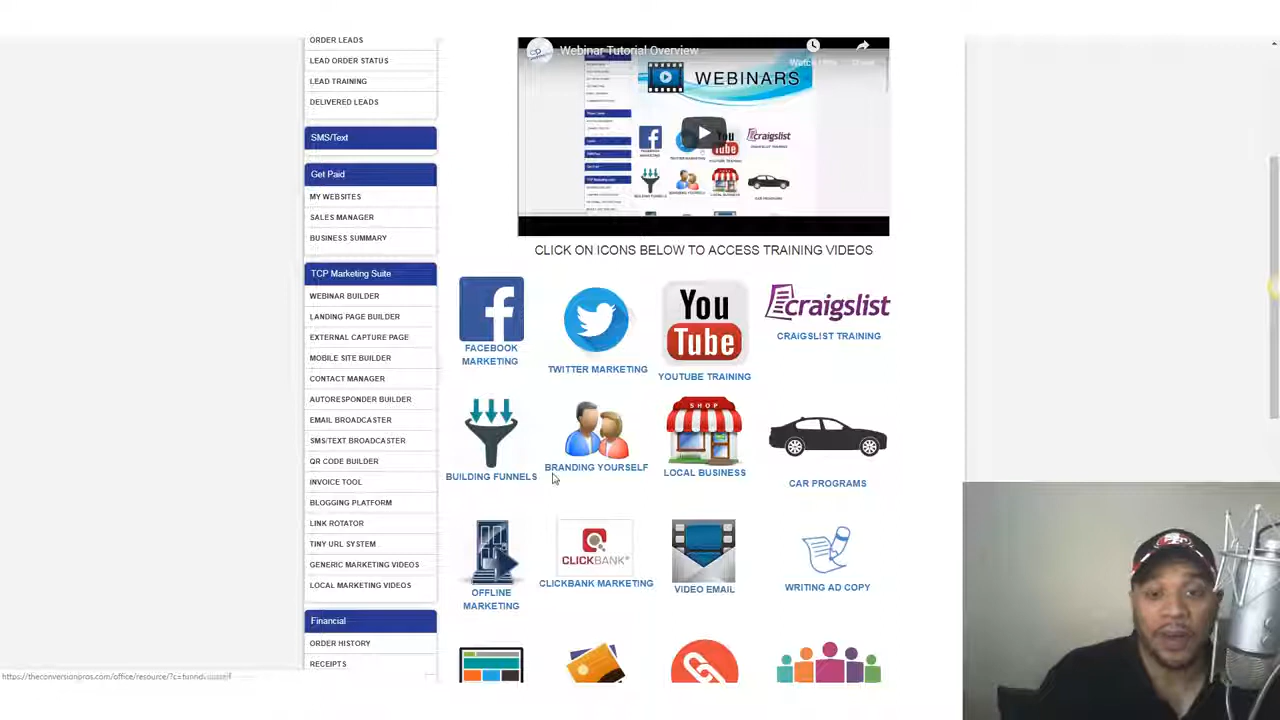 ORDER LEADS
LEAD ORDER STATUS
LEAD TRAINING
DELIVERED LEADS
SMS/Text
Get Paid
MY WEBSITES
SALES MANAGER
BUSINESS SUMMARY
TCP Marketing Suite
WEBINAR BUILDER
LANDING PAGE BUILDER
EXTERNAL CAPTURE PAGE
MOBILE SITE BUILDER
CONTACT MANAGER
AUTORESPONDER BUILDER
EMAIL BROADCASTER
SMS/TEXT BROADCASTER
QR CODE BUILDER
INVOICE TOOL
BLOGGING PLATFORM
LINK ROTATOR
TINY URL SYSTEM
GENERIC MARKETING VIDEOS
LOCAL MARKETING VIDEOS
Financial
ORDER HISTORY
RECEIPTS
Webinar Tutorial Overview
WEBINARS
craigslist
You
Tube
CLICK ON ICONS BELOW TO ACCESS TRAINING VIDEOS
FACEBOOK
MARKETING
TWITTER MARKETING
You
Tube
YOUTUBE TRAINING
craigslist
CRAIGSLIST TRAINING
BUILDING FUNNELS
BRANDING YOURSELF
SHOP
LOCAL BUSINESS
CAR PROGRAMS
OFFLINE
MARKETING
CLICKBANK
CLICKBANK MARKETING
VIDEO EMAIL
WRITING AD COPY